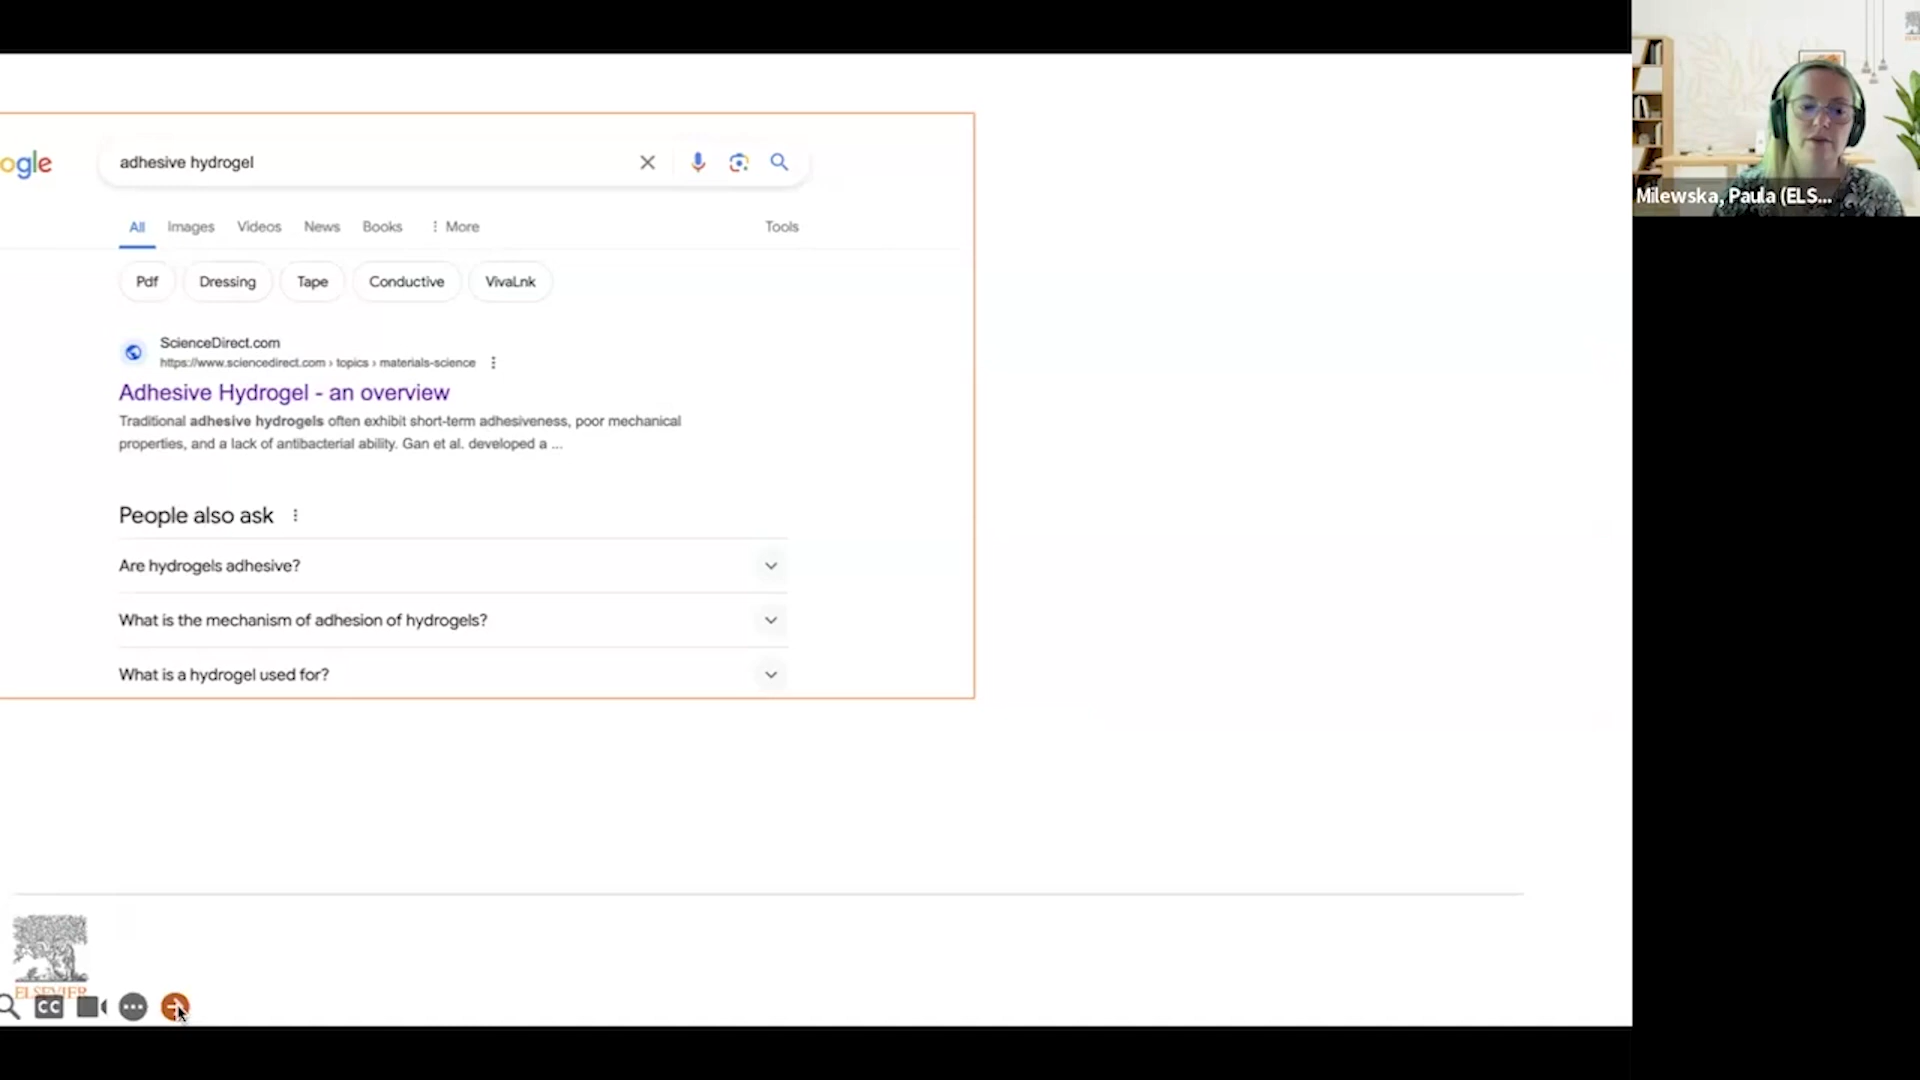 ogle
adhesive hydrogel
All Images Videos News Books More Tools
Pdf Dressing Tape Conductive VivaLnk
ScienceDirect.com
https://www.sciencedirect.com › topics › materials-science
Adhesive Hydrogel - an overview
Traditional adhesive hydrogels often exhibit short-term adhesiveness, poor mechanical
properties, and a lack of antibacterial ability. Gan et al. developed a ...
People also ask
Are hydrogels adhesive?
What is the mechanism of adhesion of hydrogels?
What is a hydrogel used for?
ELSEVIER
CC
Milewska, Paula (ELS...